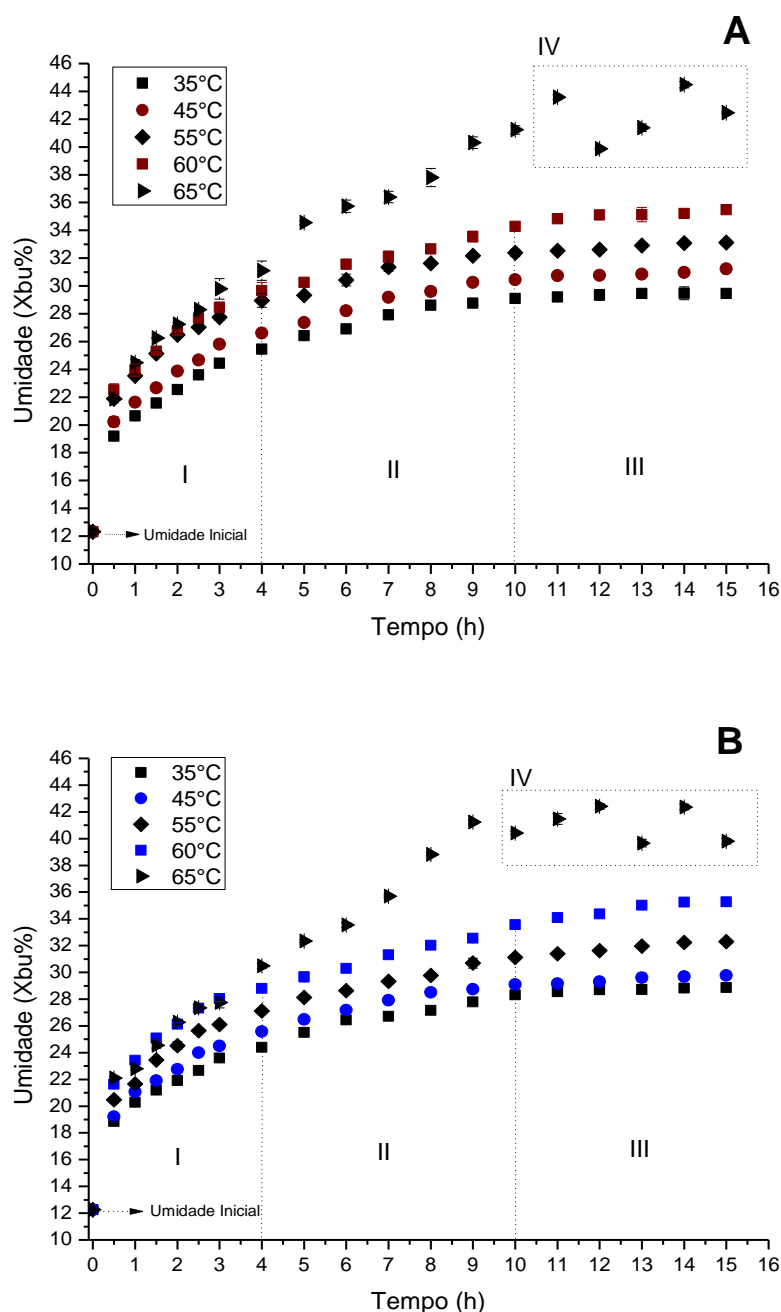 A
IV
35°C
45°C
55°C
60°C
65°C
46
44
42
40
38
36
34
32
30
28
26
24
22
20
18
16
14
12
10
Umidade (Xbu%)
I
II
III
Umidade Inicial
0 1 2 3 4 5 6 7 8 9 10 11 12 13 14 15 16
Tempo (h)
B
IV
35°C
45°C
55°C
60°C
65°C
46
44
42
40
38
36
34
32
30
28
26
24
22
20
18
16
14
12
10
Umidade (Xbu%)
I
II
III
Umidade Inicial
0 1 2 3 4 5 6 7 8 9 10 11 12 13 14 15 16
Tempo (h)